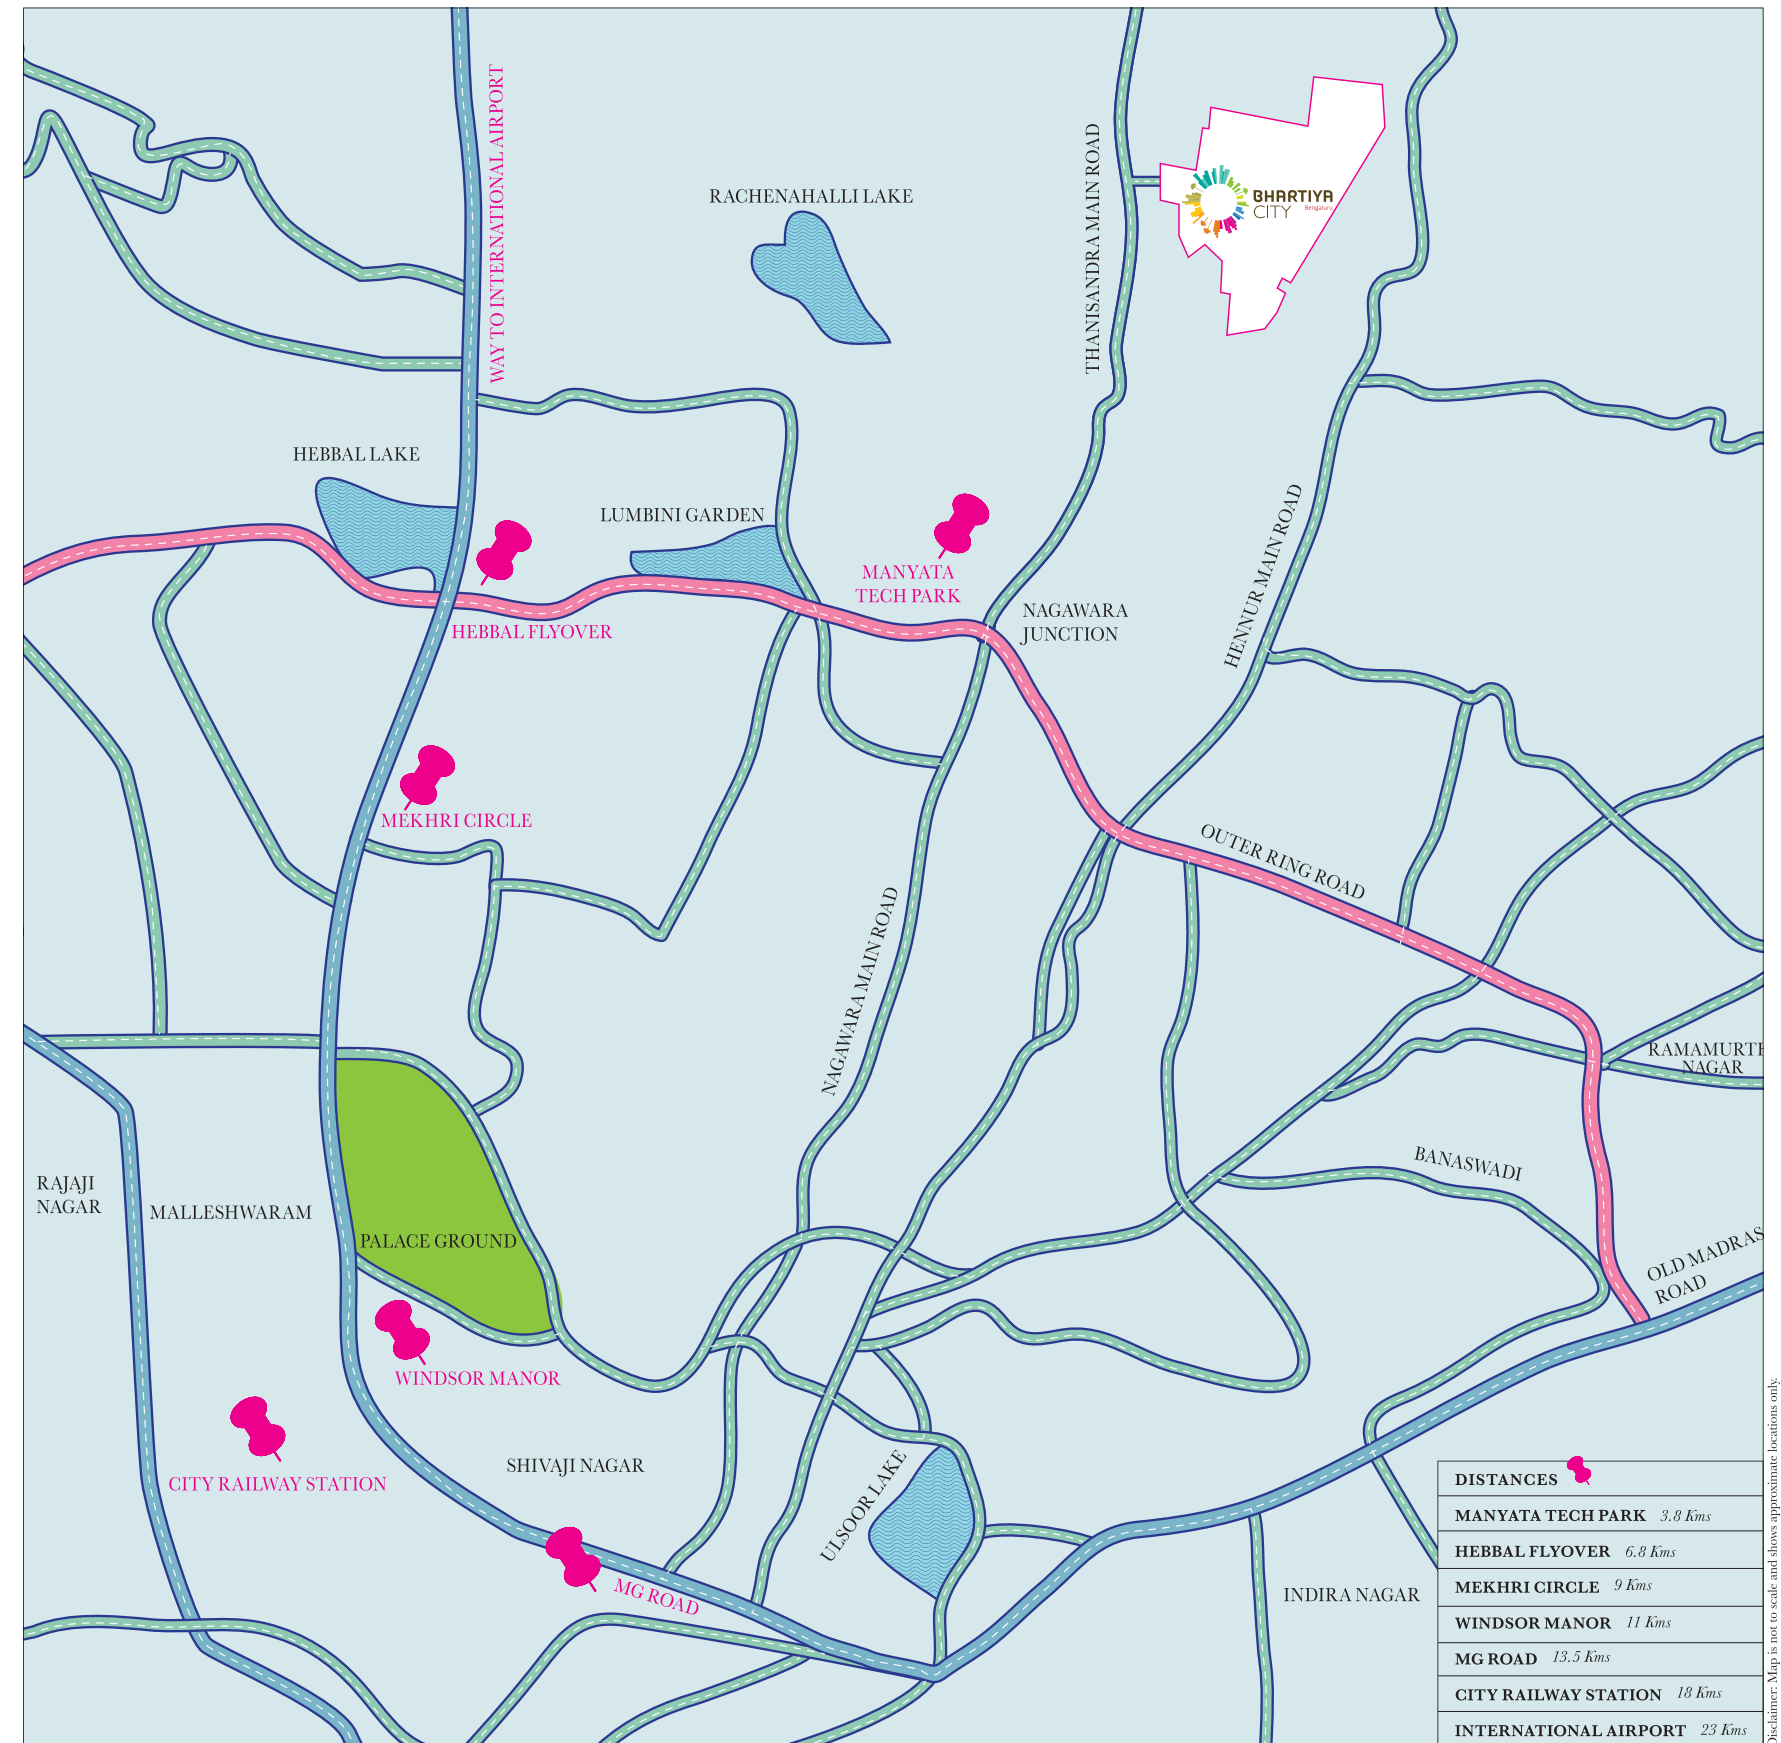 WAY TO INTERNATIONAL AIRPORT
RACHENAHALLI LAKE
THANISANDRA MAIN ROAD
BHARTIYA
CITY
Bengaluru
HEBBAL LAKE
LUMBINI GARDEN
MANYATA
TECH PARK
NAGAWARA
JUNCTION
HENNUR MAIN ROAD
HEBBAL FLYOVER
MEKHRI CIRCLE
OUTER RING ROAD
NAGAWARA MAIN ROAD
RAMAMURTH
NAGAR
BANASWADI
RAJAJI
NAGAR
MALLESHWARAM
PALACE GROUND
OLD MADRAS
ROAD
WINDSOR MANOR
CITY RAILWAY STATION
SHIVAJI NAGAR
ULSOOR LAKE
MG ROAD
INDIRA NAGAR
DISTANCES
MANYATA TECH PARK 3.8 Kms
HEBBAL FLYOVER 6.8 Kms
MEKHRI CIRCLE 9 Kms
WINDSOR MANOR 11 Kms
MG ROAD 13.5 Kms
CITY RAILWAY STATION 18 Kms
INTERNATIONAL AIRPORT 23 Kms
Disclaimer: Map is not to scale and shows approximate locations only.